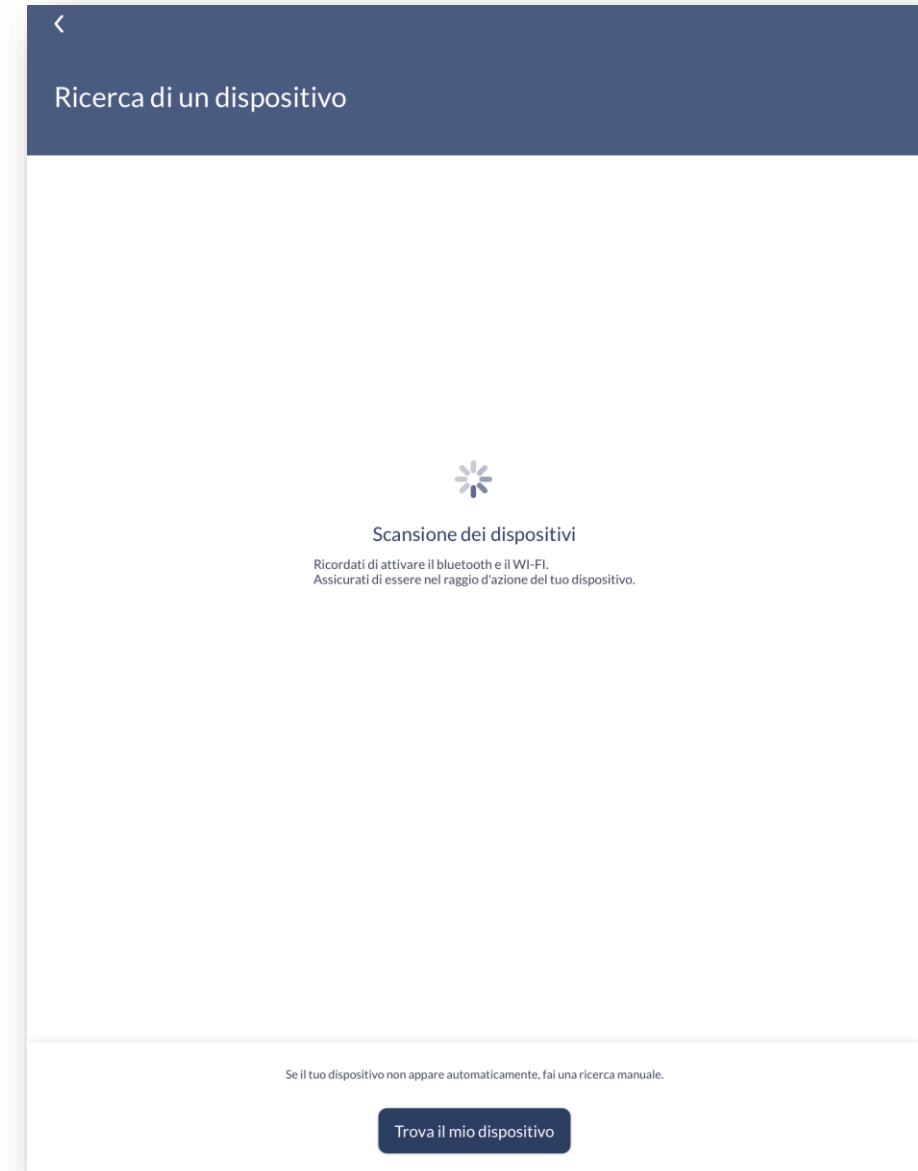 Ricerca di un dispositivo
Scansione dei dispositivi
Ricordati di attivare il bluetooth e il WI-FI.
Assicurati di essere nel raggio d'azione del tuo dispositivo.
Se il tuo dispositivo non appare automaticamente, fai una ricerca manuale.
Trova il mio dispositivo